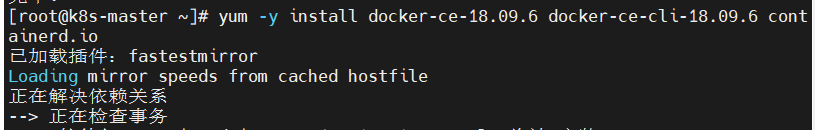 [root@k8s-master ~]# yum -y install docker-ce-18.09.6 docker-ce-cli-18.09.6 cont
ainerd.io
已加载插件：fastestmirror
Loading mirror speeds from cached hostfile
正在解决依赖关系
--> 正在检查事务